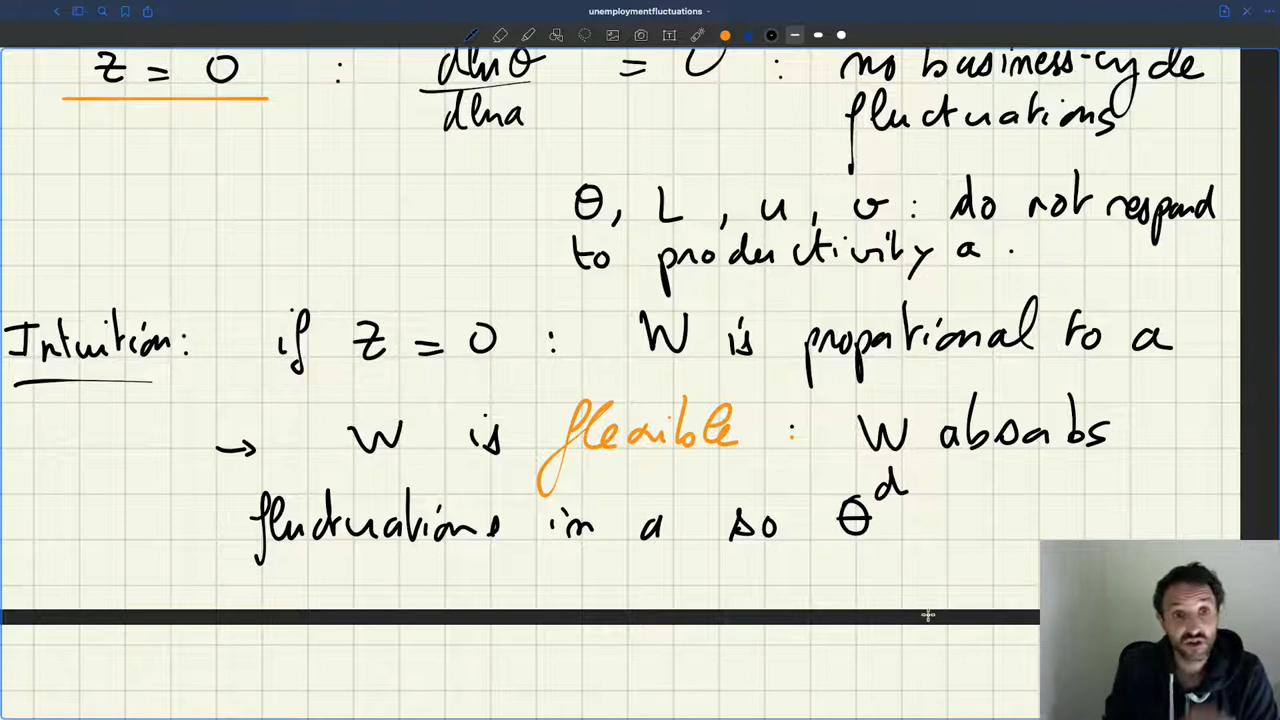 unemploymentfluctuations
z = 0 : dlnθ/dlna = 0 : no business-cycle
fluctuations
θ, L, u, v : do not respond
to productivity a.
Intuition: if z = 0 : W is proportional to a
→ W is flexible : W absorbs
fluctuations in a so θ^d